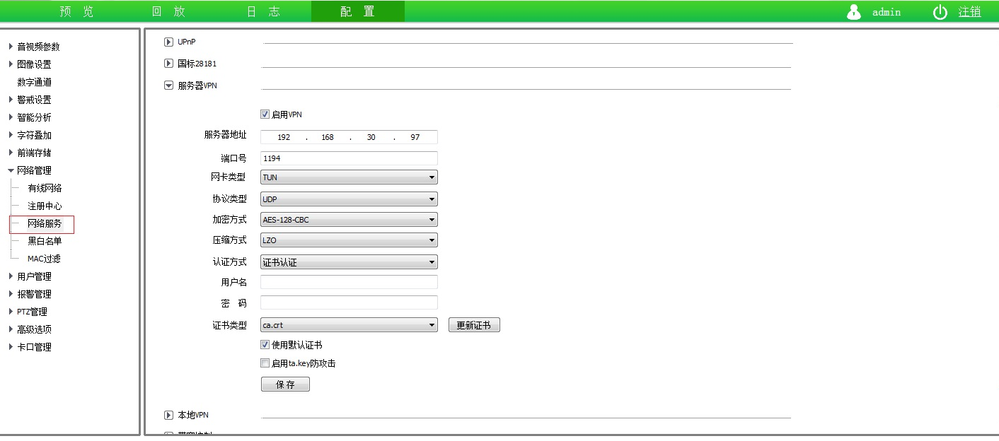 预 览 回 放 日 志 配 置 admin 注销
音视频参数
图像设置
数字通道
警戒设置
智能分析
字符叠加
前端存储
网络管理
有线网络
注册中心
网络服务
黑白名单
MAC过滤
用户管理
报警管理
PTZ管理
高级选项
卡口管理
UPnP
国标28181
服务器VPN
启用VPN
服务器地址 192 . 168 . 30 . 97
端口号 1194
网卡类型 TUN
协议类型 UDP
加密方式 AES-128-CBC
压缩方式 LZO
认证方式 证书认证
用户名
密 码
证书类型 ca.crt 更新证书
使用默认证书
启用ta.key防攻击
保 存
本地VPN